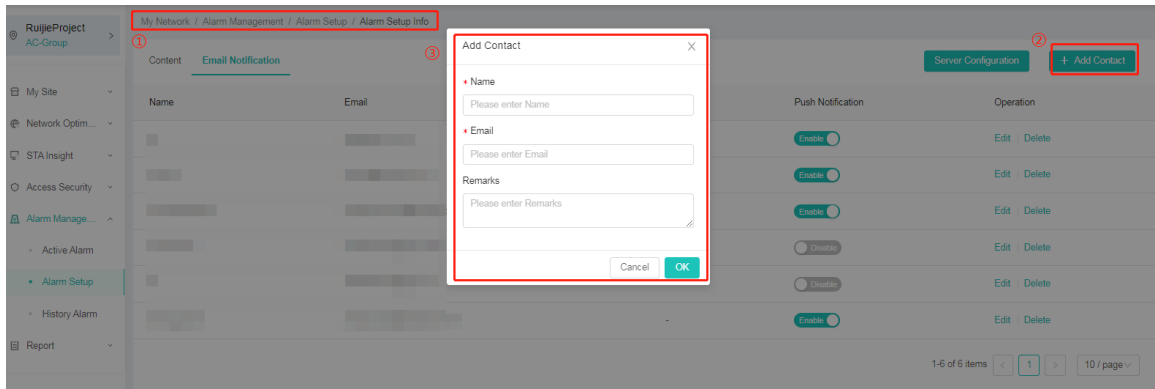 RuijieProject
AC-Group
My Site
Network Optim...
STA Insight
Access Security
Alarm Manage...
Active Alarm
Alarm Setup
History Alarm
Report
My Network / Alarm Management / Alarm Setup / Alarm Setup Info
①
②
③
Content Email Notification
Server Configuration
+ Add Contact
Name Email Push Notification Operation
Enable Edit Delete
Enable Edit Delete
Enable Edit Delete
Disable Edit Delete
Disable Edit Delete
- Enable Edit Delete
1-6 of 6 items < 1 > 10 / page
Add Contact X
* Name
Please enter Name
* Email
Please enter Email
Remarks
Please enter Remarks
Cancel OK